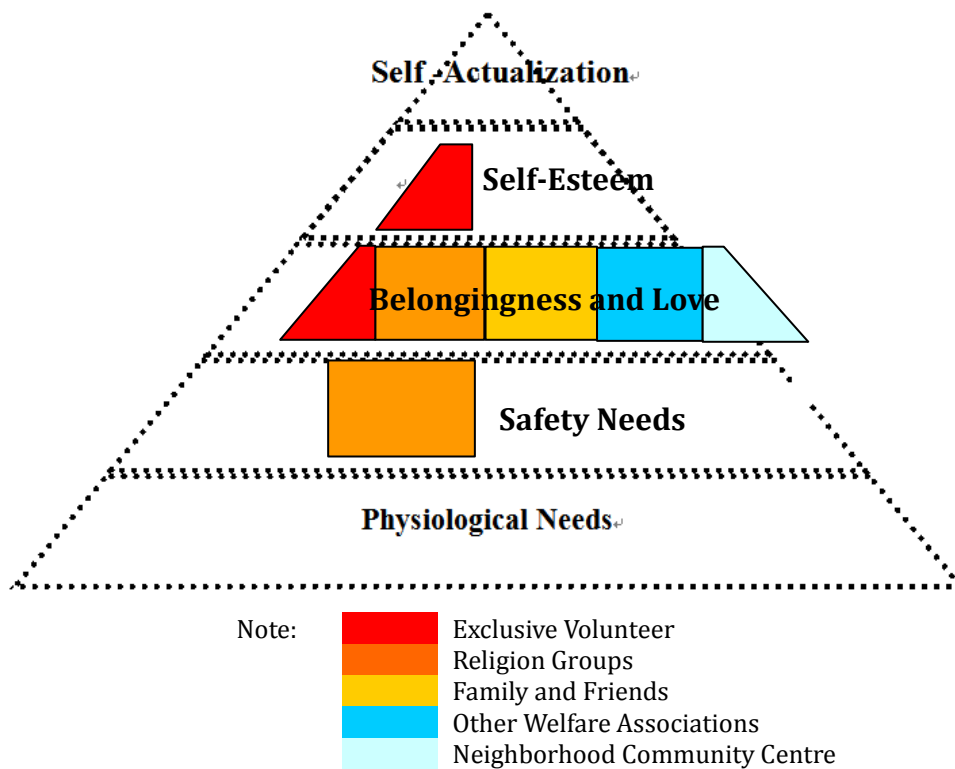 Self -Actualization↵
↵
Self-Esteem
Belongingness and Love
Safety Needs
Physiological Needs↵
Note:
Exclusive Volunteer
Religion Groups
Family and Friends
Other Welfare Associations
Neighborhood Community Centre